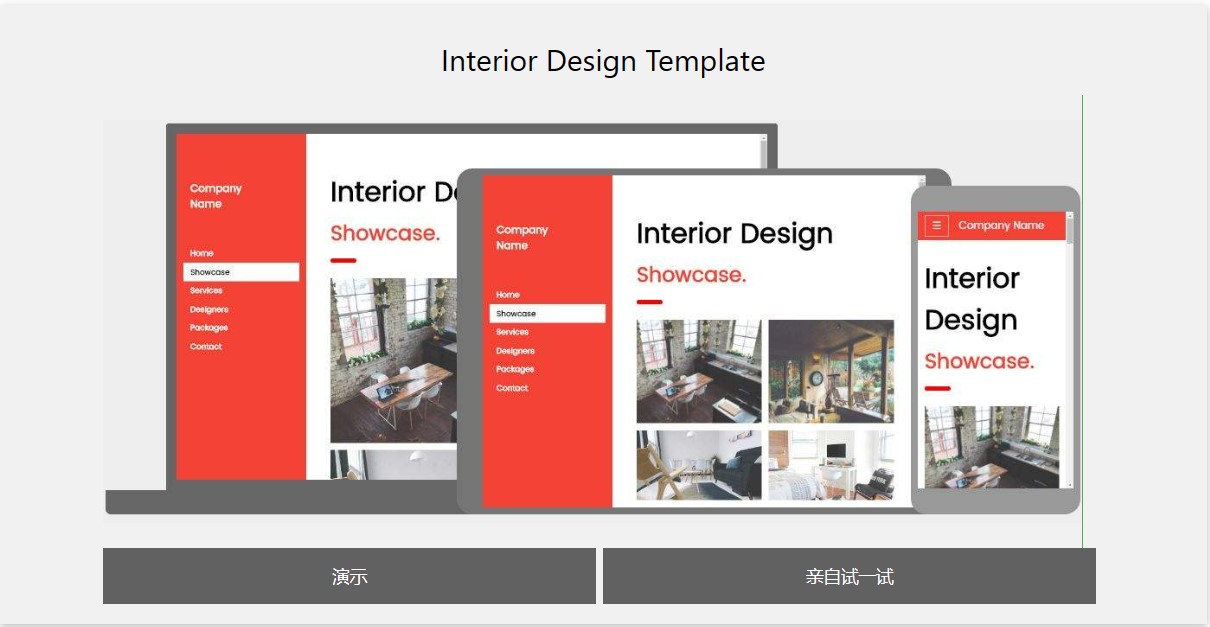 Interior Design Template
Company
Name
Home
Showcase
Services
Designers
Packages
Contact
Interior De
Showcase.
Company
Name
Home
Showcase
Services
Designers
Packages
Contact
Interior Design
Showcase.
☰ Company Name
Interior
Design
Showcase.
演示
亲自试一试